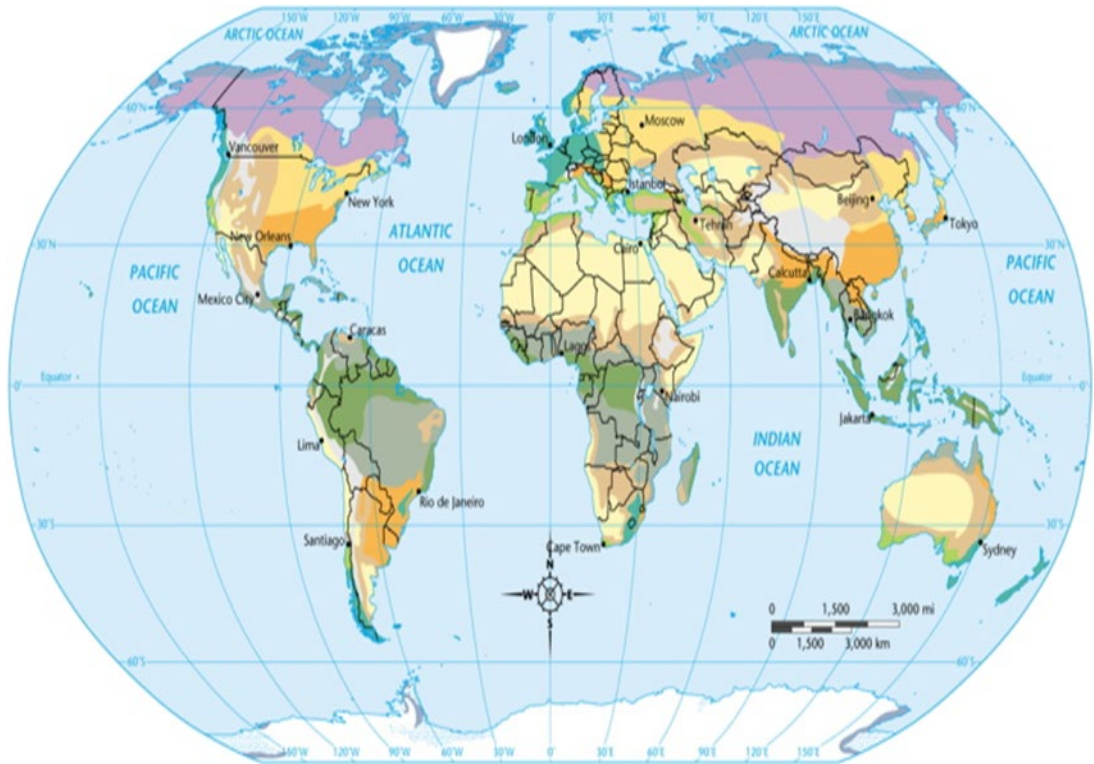 150°W 120°W 90°W 60°W 30°W 0° 30°E 60°E 90°E 120°E 150°E
ARCTIC OCEAN
ARCTIC OCEAN
60°N
60°N
Moscow
London
Vancouver
Istanbul
New York
Beijing
Tokyo
Tehran
ATLANTIC
OCEAN
New Orleans
30°N
30°N
Cairo
PACIFIC
OCEAN
PACIFIC
OCEAN
Calcutta
Mexico City
Bangkok
Caracas
Lagos
Equator
0°
0°
Equator
Nairobi
Jakarta
INDIAN
OCEAN
Lima
Rio de Janeiro
30°S
30°S
Santiago
Cape Town
Sydney
N
W
E
S
0 1,500 3,000 mi
0 1,500 3,000 km
60°S
60°S
150°W 120°W 90°W 60°W 30°W 0° 30°E 60°E 90°E 120°E 150°E